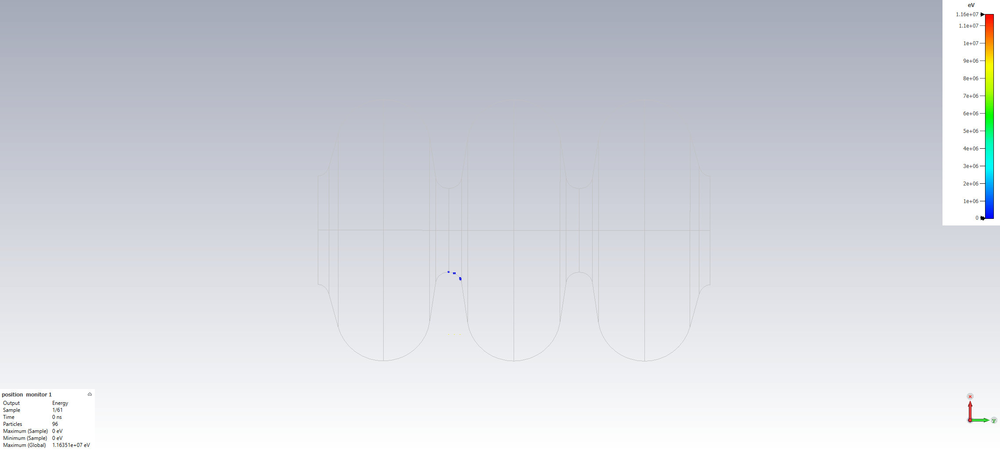 eV
1.16e+07
1.1e+07
1e+07
9e+06
8e+06
7e+06
6e+06
5e+06
4e+06
3e+06
2e+06
1e+06
0
position monitor 1
Output Energy
Sample 1/61
Time 0 ns
Particles 96
Maximum (Sample) 0 eV
Minimum (Sample) 0 eV
Maximum (Global) 1.16351e+07 eV
x
y